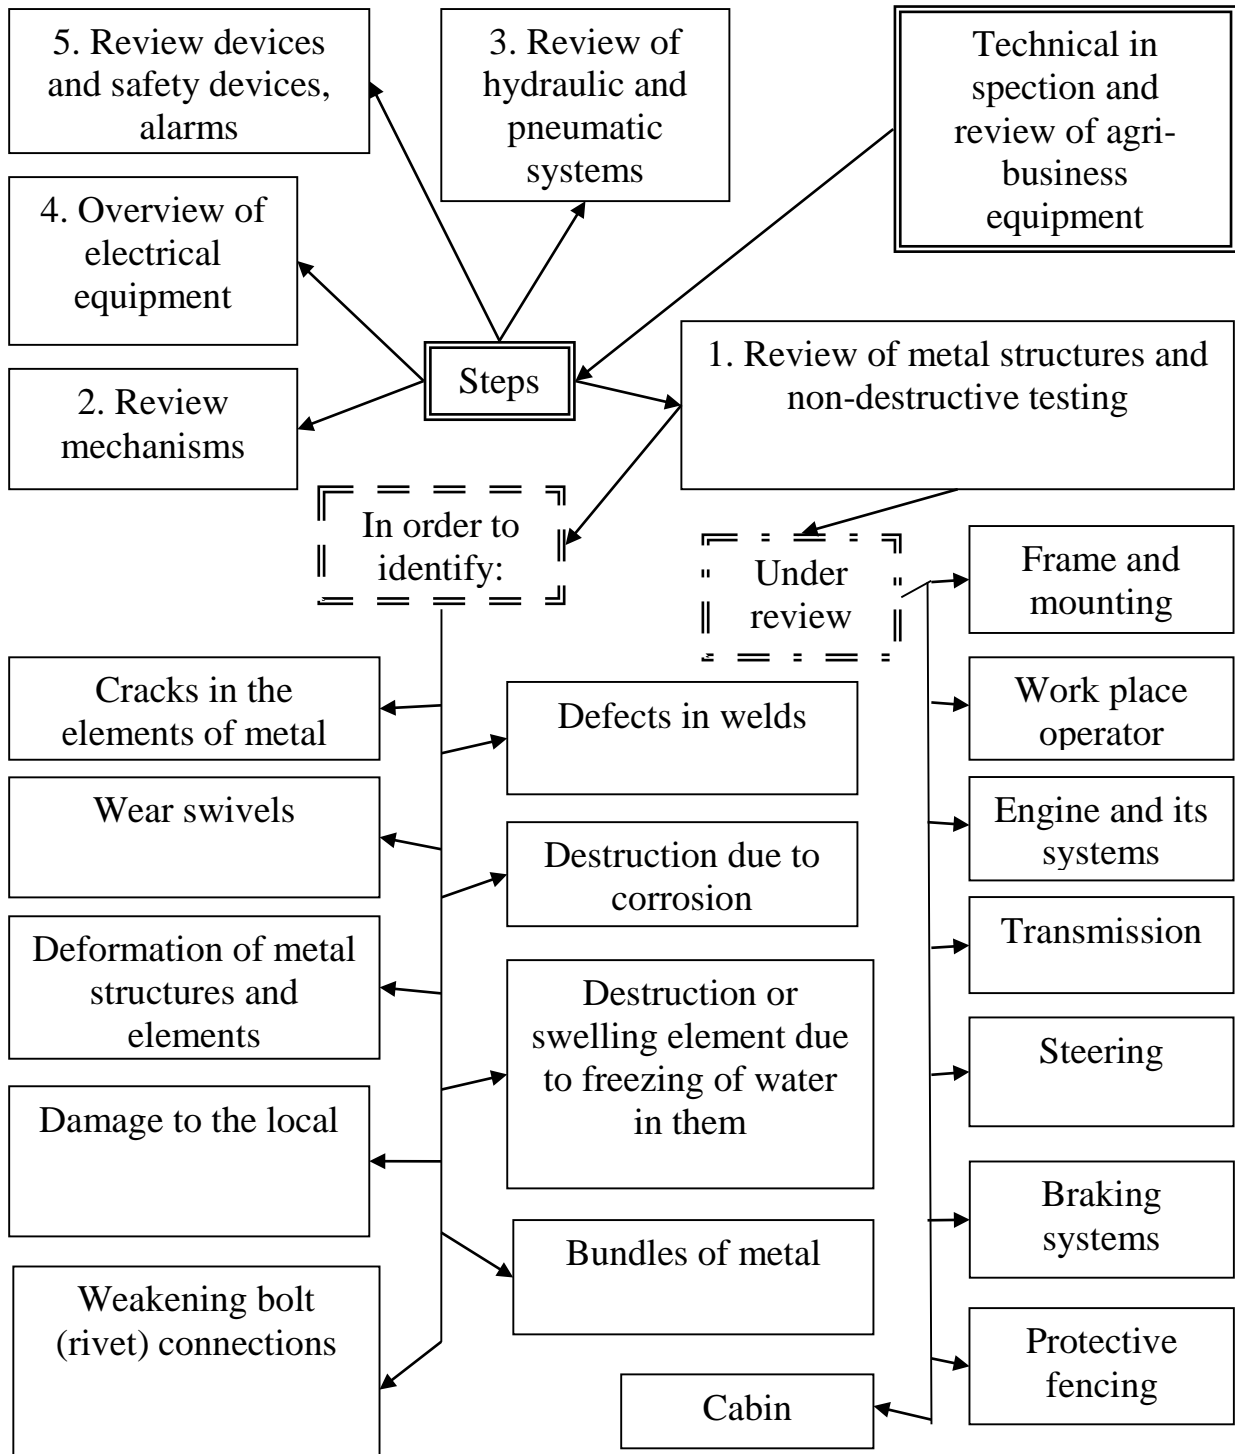 5. Review devices
and safety devices,
alarms
3. Review of
hydraulic and
pneumatic
systems
Technical in
spection and
review of agri-
business
equipment
4. Overview of
electrical
equipment
Steps
1. Review of metal structures and
non-destructive testing
2. Review
mechanisms
In order to
identify:
Under
review
Frame and
mounting
Cracks in the
elements of metal
Defects in welds
Work place
operator
Wear swivels
Destruction due to
corrosion
Engine and its
systems
Deformation of metal
structures and
elements
Destruction or
swelling element due
to freezing of water
in them
Transmission
Steering
Damage to the local
Bundles of metal
Braking
systems
Weakening bolt
(rivet) connections
Cabin
Protective
fencing